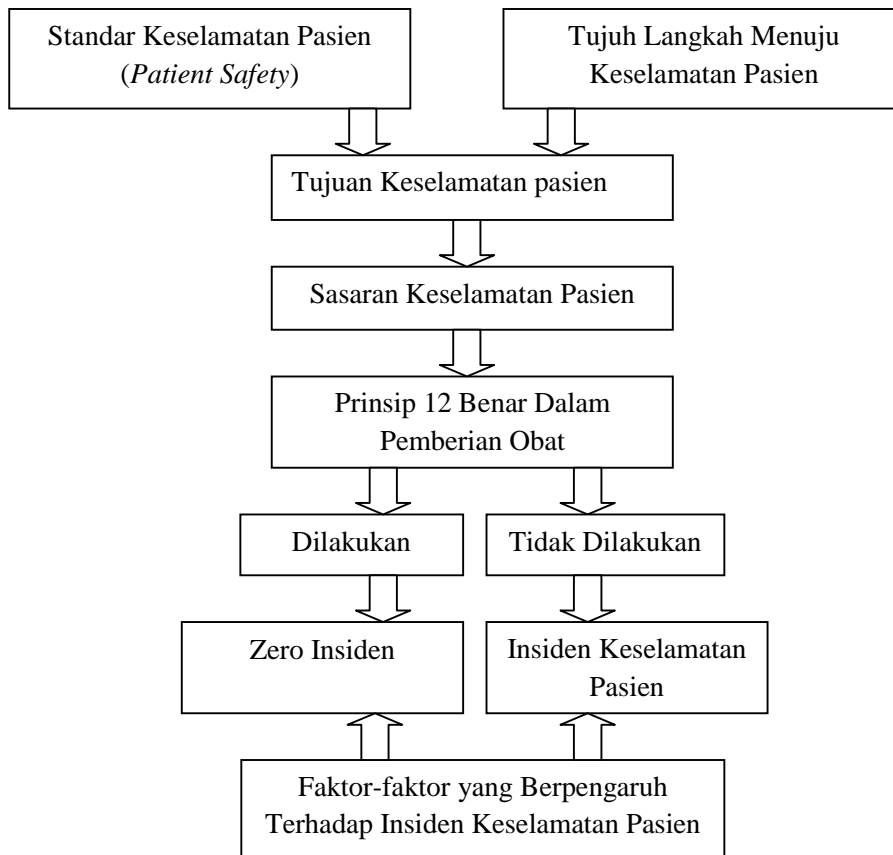 Standar Keselamatan Pasien
(Patient Safety)
Tujuh Langkah Menuju
Keselamatan Pasien
Tujuan Keselamatan pasien
Sasaran Keselamatan Pasien
Prinsip 12 Benar Dalam
Pemberian Obat
Dilakukan
Tidak Dilakukan
Zero Insiden
Insiden Keselamatan
Pasien
Faktor-faktor yang Berpengaruh
Terhadap Insiden Keselamatan Pasien